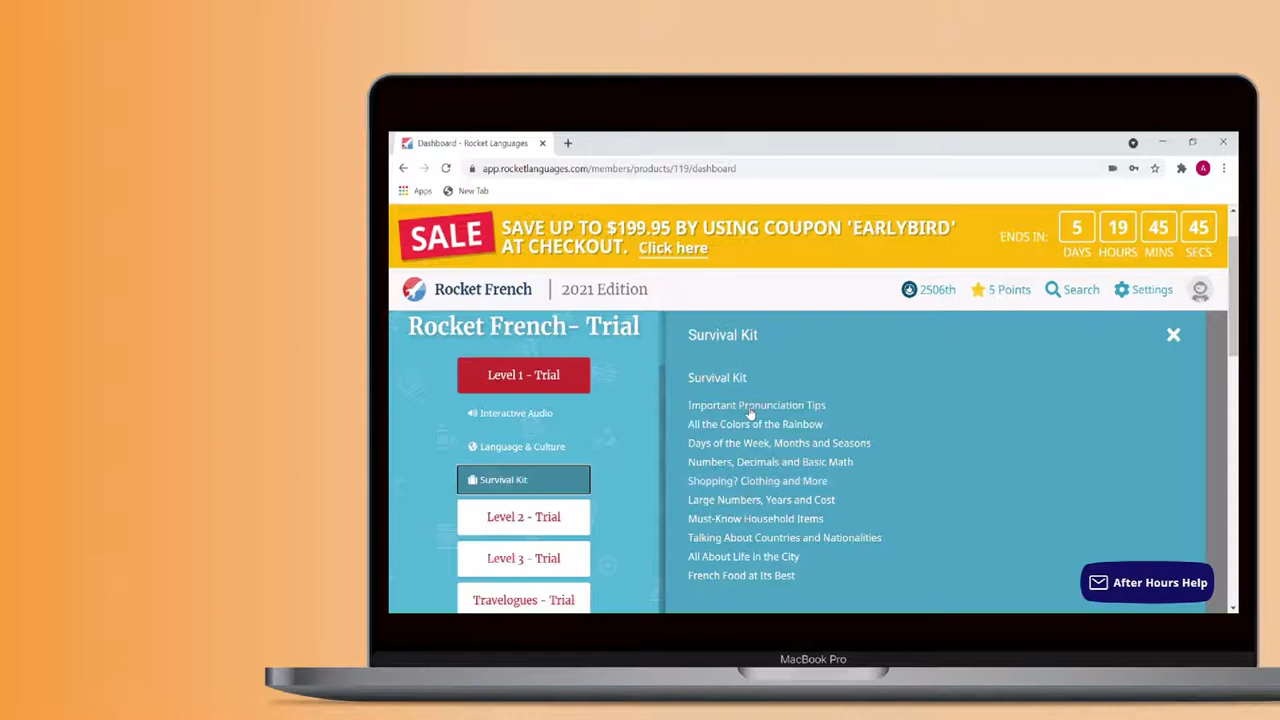 Dashboard - Rocket Languages
app.rocketlanguages.com/members/products/119/dashboard
Apps New Tab
SALE
SAVE UP TO $199.95 BY USING COUPON 'EARLYBIRD'
AT CHECKOUT. Click here
ENDS IN:
5 19 45 45
DAYS HOURS MINS SECS
Rocket French | 2021 Edition
2506th 5 Points Search Settings
A
Rocket French- Trial
Level 1 - Trial
Interactive Audio
Language & Culture
Survival Kit
Level 2 - Trial
Level 3 - Trial
Travelogues - Trial
Survival Kit
Survival Kit
Important Pronunciation Tips
All the Colors of the Rainbow
Days of the Week, Months and Seasons
Numbers, Decimals and Basic Math
Shopping? Clothing and More
Large Numbers, Years and Cost
Must-Know Household Items
Talking About Countries and Nationalities
All About Life in the City
French Food at Its Best
After Hours Help
MacBook Pro